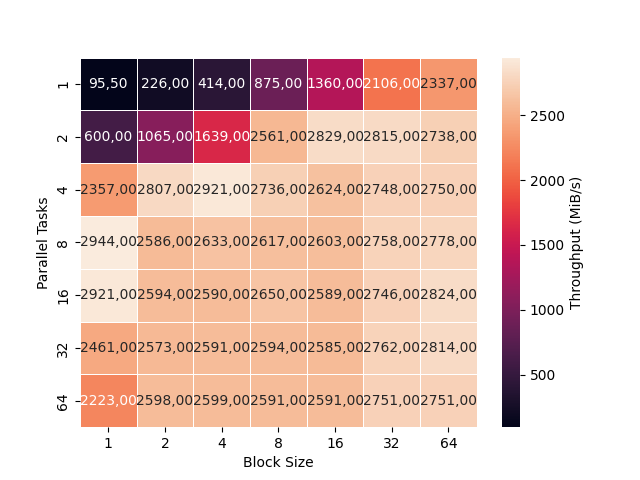 1 95,50 226,00 414,00 875,00 1360,00 2106,00 2337,00
2 600,00 1065,00 1639,00 2561,00 2829,00 2815,00 2738,00
4 2357,00 2807,00 2921,00 2736,00 2624,00 2748,00 2750,00
8 2944,00 2586,00 2633,00 2617,00 2603,00 2758,00 2778,00
16 2921,00 2594,00 2590,00 2650,00 2589,00 2746,00 2824,00
32 2461,00 2573,00 2591,00 2594,00 2585,00 2762,00 2814,00
64 2223,00 2598,00 2599,00 2591,00 2591,00 2751,00 2751,00
1 2 4 8 16 32 64
Block Size
Parallel Tasks
2500
2000
1500
1000
500
Throughput (MiB/s)